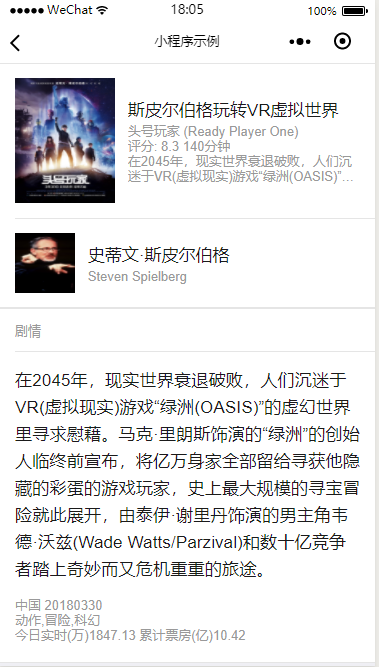 WeChat 18:05 100%
小程序示例
头号玩家
斯皮尔伯格玩转VR虚拟世界
头号玩家 (Ready Player One)
评分: 8.3 140分钟
在2045年，现实世界衰退破败，人们沉
迷于VR(虚拟现实)游戏“绿洲(OASIS)”...
史蒂文·斯皮尔伯格
Steven Spielberg
剧情
在2045年，现实世界衰退破败，人们沉迷于
VR(虚拟现实)游戏“绿洲(OASIS)”的虚幻世界
里寻求慰藉。马克·里朗斯饰演的“绿洲”的创始
人临终前宣布，将亿万身家全部留给寻获他隐
藏的彩蛋的游戏玩家，史上最大规模的寻宝冒
险就此展开，由泰伊·谢里丹饰演的男主角韦
德·沃兹(Wade Watts/Parzival)和数十亿竞争
者踏上奇妙而又危机重重的旅途。
中国 20180330
动作,冒险,科幻
今日实时(万)1847.13 累计票房(亿)10.42